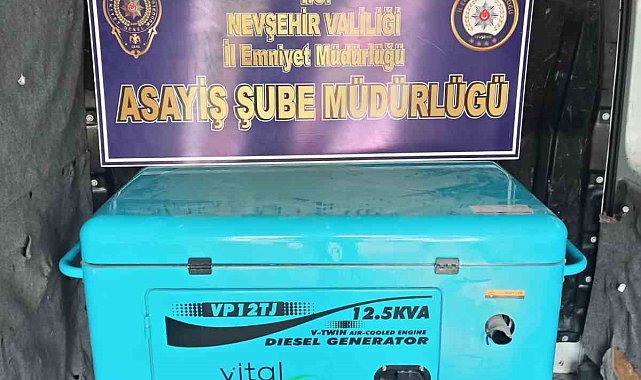 NEVŞEHİR VALİLİĞİ
İl Emniyet Müdürlüğü
ASAYİŞ ŞUBE MÜDÜRLÜĞÜ
VP12TJ
12.5KVA
V-TWIN AIR-COOLED ENGINE
DIESEL GENERATOR
vital